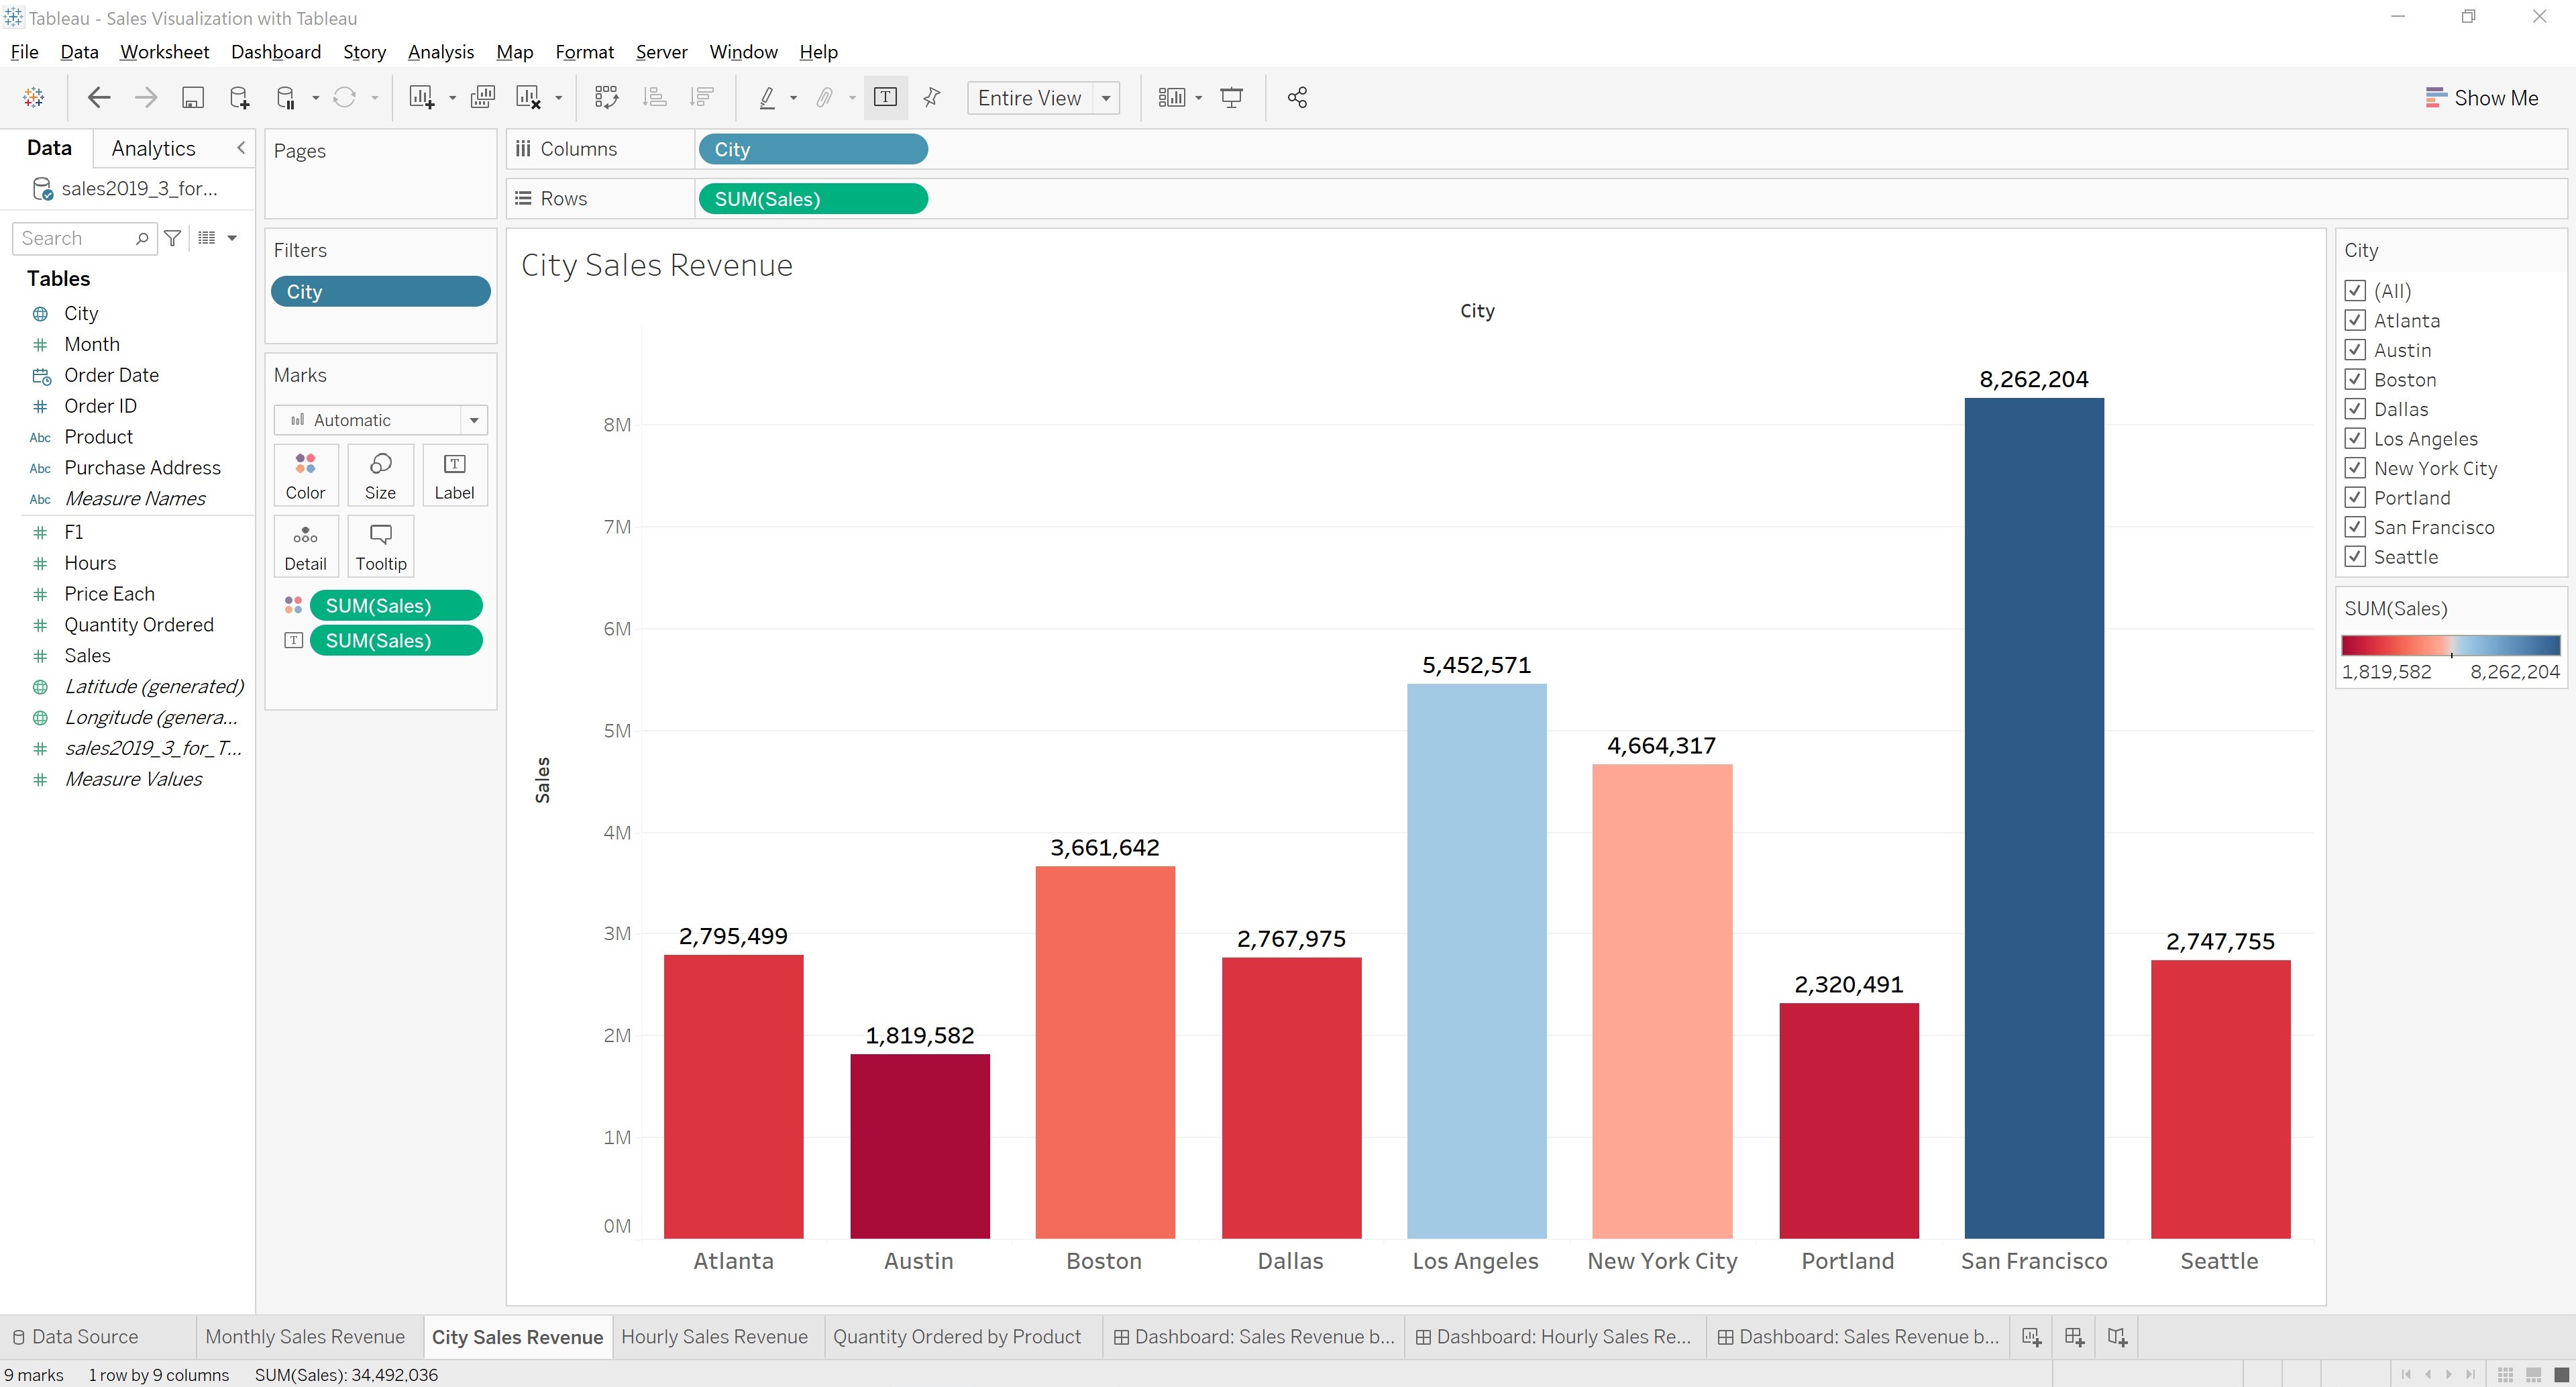 Tableau - Sales Visualization with Tableau
File Data Worksheet Dashboard Story Analysis Map Format Server Window Help
Entire View
Show Me
Data Analytics
sales2019_3_for...
Search
Tables
City
Month
Order Date
Order ID
Abc Product
Abc Purchase Address
Abc Measure Names
F1
Hours
Price Each
Quantity Ordered
Sales
Latitude (generated)
Longitude (genera...
sales2019_3_for_T...
Measure Values
Pages
Filters
City
Marks
Automatic
Color Size Label
Detail Tooltip
SUM(Sales)
SUM(Sales)
Columns City
Rows SUM(Sales)
City Sales Revenue
City
Sales
8M
7M
6M
5M
4M
3M
2M
1M
0M
2,795,499
1,819,582
3,661,642
2,767,975
5,452,571
4,664,317
2,320,491
8,262,204
2,747,755
Atlanta Austin Boston Dallas Los Angeles New York City Portland San Francisco Seattle
City
(All)
Atlanta
Austin
Boston
Dallas
Los Angeles
New York City
Portland
San Francisco
Seattle
SUM(Sales)
1,819,582 8,262,204
Data Source Monthly Sales Revenue City Sales Revenue Hourly Sales Revenue Quantity Ordered by Product Dashboard: Sales Revenue b... Dashboard: Hourly Sales Re... Dashboard: Sales Revenue b...
9 marks 1 row by 9 columns SUM(Sales): 34,492,036